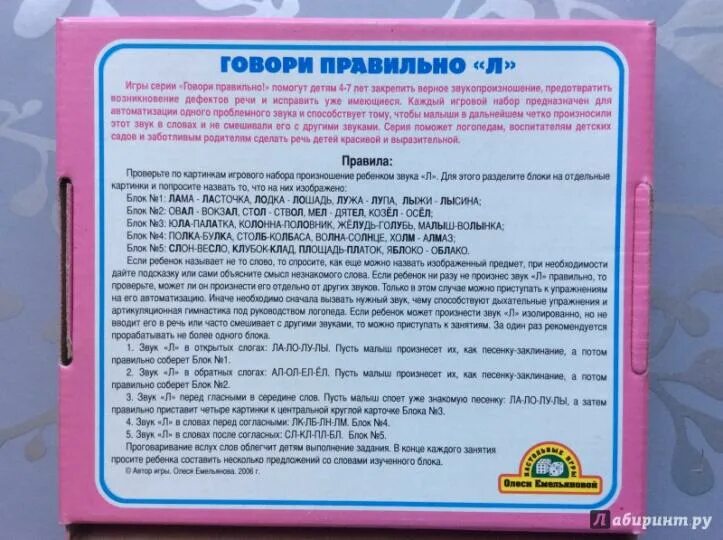 ГОВОРИ ПРАВИЛЬНО «Л»
Игры серии «Говори правильно!» помогут детям 4-7 лет закрепить верное звукопроизношение, предотвратить
возникновение дефектов речи и исправить уже имеющиеся. Каждый игровой набор предназначен для
автоматизации одного проблемного звука и способствует тому, чтобы малыши в дальнейшем четко произносили
этот звук в словах и не смешивали его с другими звуками. Серия поможет логопедам, воспитателям детских
садов и заботливым родителям сделать речь детей красивой и выразительной.
Правила:
Проверьте по картинкам игрового набора произношение ребенком звука «Л». Для этого разделите блоки на отдельные
картинки и попросите назвать то, что на них изображено:
Блок №1: ЛАМА - ЛАСТОЧКА, ЛОДКА - ЛОШАДЬ, ЛУЖА - ЛУПА, ЛЫЖИ - ЛЫСИНА;
Блок №2: ОВАЛ - ВОКЗАЛ, СТОЛ - СТВОЛ, МЕЛ - ДЯТЕЛ, КОЗЁЛ - ОСЁЛ;
Блок №3: ЮЛА-ПАЛАТКА, КОЛОННА-ПОЛОВНИК, ЖЁЛУДЬ-ГОЛУБЬ, МАЛЫШ-ВОЛЫНКА;
Блок №4: ПОЛКА-БУЛКА, СТОЛБ-КОЛБАСА, ВОЛНА-СОЛНЦЕ, ХОЛМ - АЛМАЗ;
Блок №5: СЛОН-ВЕСЛО, КЛУБОК-КЛАД, ПЛОЩАДЬ-ПЛАТОК, ЯБЛОКО - ОБЛАКО.
Если ребенок называет не то слово, то спросите, как еще можно назвать изображенный предмет, при необходимости
дайте подсказку или сами объясните смысл незнакомого слова. Если ребенок ни разу не произнес звук «Л» правильно, то
проверьте, может ли он произнести его отдельно от других звуков. Только в этом случае можно приступать к упражнениям
на его автоматизацию. Иначе необходимо сначала вызвать нужный звук, чему способствуют дыхательные упражнения и
артикуляционная гимнастика под руководством логопеда. Если ребенок может произнести звук «Л» изолированно, но не
вводит его в речь или часто смешивает с другими звуками, то можно приступать к занятиям. За один раз рекомендуется
прорабатывать не более одного блока.
1. Звук «Л» в открытых слогах: ЛА-ЛО-ЛУ-ЛЫ. Пусть малыш произнесет их, как песенку-заклинание, а потом
правильно соберет Блок №1.
2. Звук «Л» в обратных слогах: АЛ-ОЛ-ЕЛ-ЁЛ. Пусть малыш произнесет их, как песенку-заклинание, а потом
правильно соберет Блок №2.
3. Звук «Л» перед гласными в середине слов. Пусть малыш споет уже знакомую песенку: ЛА-ЛО-ЛУ-ЛЫ, а затем
правильно приставит четыре картинки к центральной круглой карточке Блока №3.
4. Звук «Л» в словах перед согласными: ЛК-ЛБ-ЛН-ЛМ. Блок №4.
5. Звук «Л» в словах после согласных: СЛ-КЛ-ПЛ-БЛ. Блок №5.
Проговаривание вслух слов облегчит детям выполнение задания. В конце каждого занятия
просите ребенка составить несколько предложений со словами изученного блока.
© Автор игры. Олеся Емельянова. 2006 г.
НАСТОЛЬНЫЕ ИГРЫ
Олеси Емельяновой
Лабиринт.ру